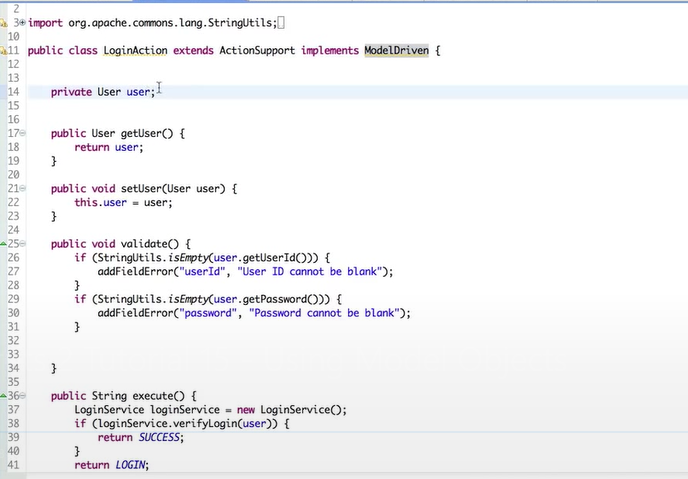 2
3 import org.apache.commons.lang.StringUtils;
10
11 public class LoginAction extends ActionSupport implements ModelDriven {
12
13
14 private User user;
15
16
17 public User getUser() {
18 return user;
19 }
20
21 public void setUser(User user) {
22 this.user = user;
23 }
24
25 public void validate() {
26 if (StringUtils.isEmpty(user.getUserId())) {
27 addFieldError("userId", "User ID cannot be blank");
28 }
29 if (StringUtils.isEmpty(user.getPassword())) {
30 addFieldError("password", "Password cannot be blank");
31 }
32
33
34 }
35
36 public String execute() {
37 LoginService loginService = new LoginService();
38 if (loginService.verifyLogin(user)) {
39 return SUCCESS;
40 }
41 return LOGIN;